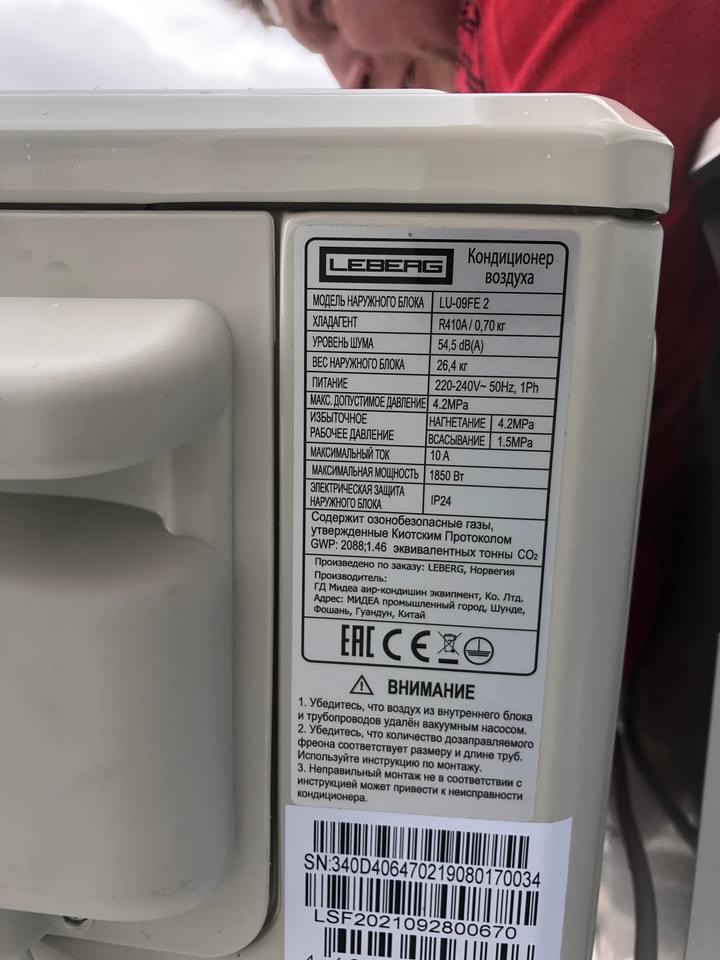 LEBERG
Кондиционер
воздуха
МОДЕЛЬ НАРУЖНОГО БЛОКА LU-09FE 2
ХЛАДАГЕНТ R410A / 0,70 кг
УРОВЕНЬ ШУМА 54,5 dB(A)
ВЕС НАРУЖНОГО БЛОКА 26,4 кг
ПИТАНИЕ 220-240V~ 50Hz, 1Ph
МАКС. ДОПУСТИМОЕ ДАВЛЕНИЕ 4.2MPa
ИЗБЫТОЧНОЕ
РАБОЧЕЕ ДАВЛЕНИЕ
НАГНЕТАНИЕ 4.2MPa
ВСАСЫВАНИЕ 1.5MPa
МАКСИМАЛЬНЫЙ ТОК 10 A
МАКСИМАЛЬНАЯ МОЩНОСТЬ 1850 Вт
ЭЛЕКТРИЧЕСКАЯ ЗАЩИТА
НАРУЖНОГО БЛОКА IP24
Содержит озонобезопасные газы,
утвержденные Киотским Протоколом
GWP: 2088;1.46 эквивалентных тонны CO₂
Произведено по заказу: LEBERG, Норвегия
Производитель:
ГД Мидеа аир-кондишин эквипмент, Ко. Лтд.
Адрес: МИДЕА промышленный город, Шунде,
Фошань, Гуандун, Китай
EAC CE
ВНИМАНИЕ
1. Убедитесь, что воздух из внутреннего блока
и трубопроводов удалён вакуумным насосом.
2. Убедитесь, что количество дозаправляемого
фреона соответствует размеру и длине труб.
Используйте инструкцию по монтажу.
3. Неправильный монтаж не в соответствии с
инструкцией может привести к неисправности
кондиционера.
SN:340D406470219080170034
LSF2021092800670